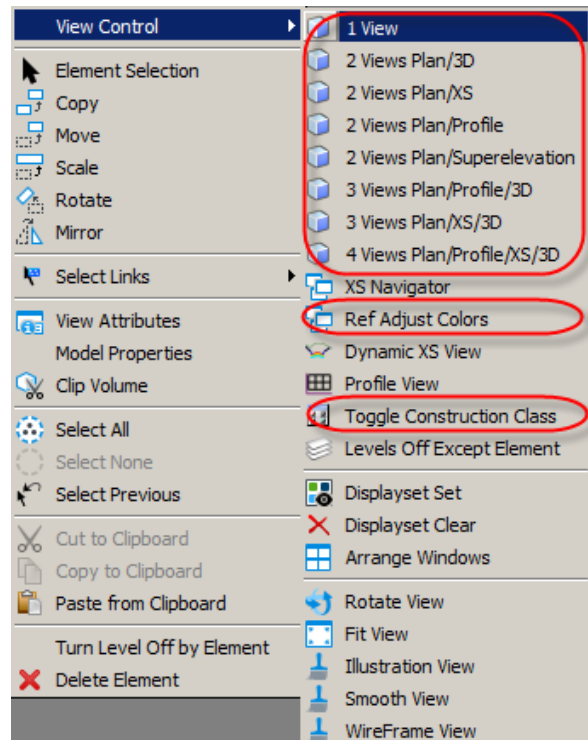 View Control
Element Selection
Copy
Move
Scale
Rotate
Mirror
Select Links
View Attributes
Model Properties
Clip Volume
Select All
Select None
Select Previous
Cut to Clipboard
Copy to Clipboard
Paste from Clipboard
Turn Level Off by Element
Delete Element
1 View
2 Views Plan/3D
2 Views Plan/XS
2 Views Plan/Profile
2 Views Plan/Superelevation
3 Views Plan/Profile/3D
3 Views Plan/XS/3D
4 Views Plan/Profile/XS/3D
XS Navigator
Ref Adjust Colors
Dynamic XS View
Profile View
Toggle Construction Class
Levels Off Except Element
Displayset Set
Displayset Clear
Arrange Windows
Rotate View
Fit View
Illustration View
Smooth View
WireFrame View